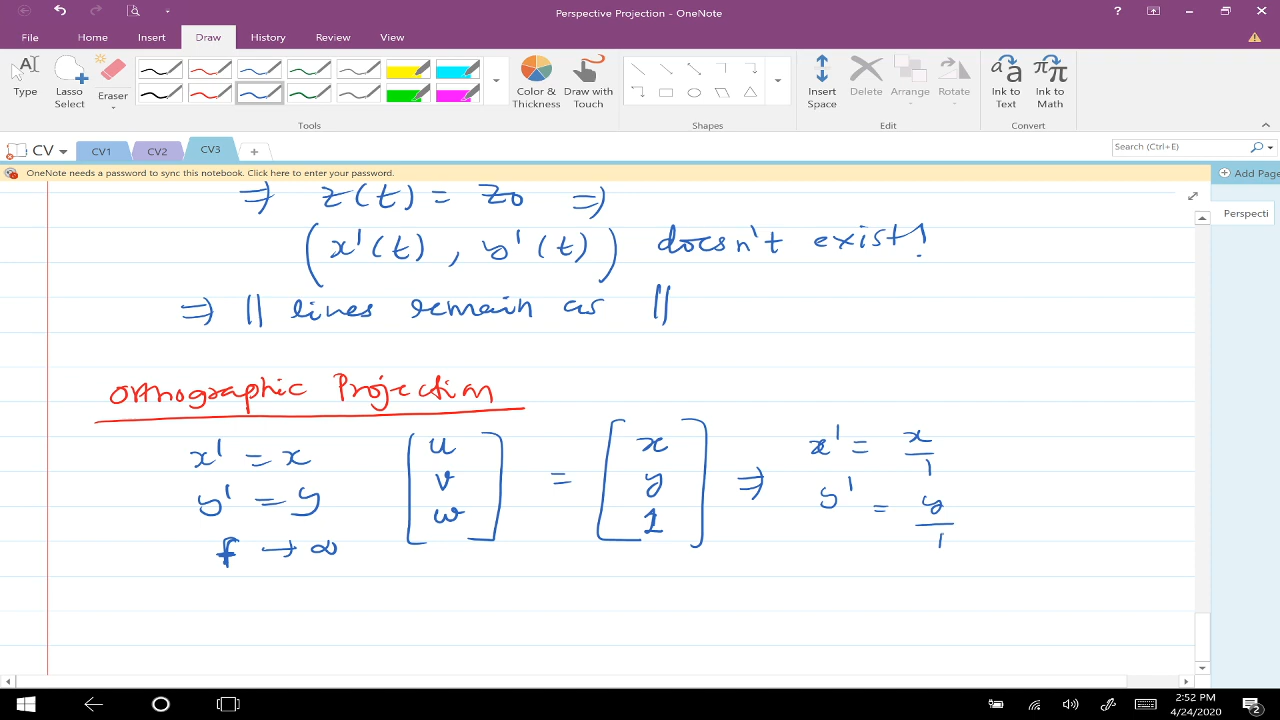 Perspective Projection - OneNote
File Home Insert Draw History Review View
Type
Lasso Select
Eraser
Color & Thickness
Draw with Touch
Insert Space
Delete
Arrange
Rotate
Ink to Text
Ink to Math
Tools
Shapes
Edit
Convert
CV CV1 CV2 CV3
Search (Ctrl+E)
OneNote needs a password to sync this notebook. Click here to enter your password.
Add Page
Perspecti
⇒ z(t) = z₀ ⇒
(x'(t), y'(t)) doesn't exist!
⇒ || lines remain as ||
Orthographic Projection
x' = x
y' = y
f → ∞
[u v w] = [x y 1] ⇒
x' = x/1
y' = y/1
2:52 PM
4/24/2020
2